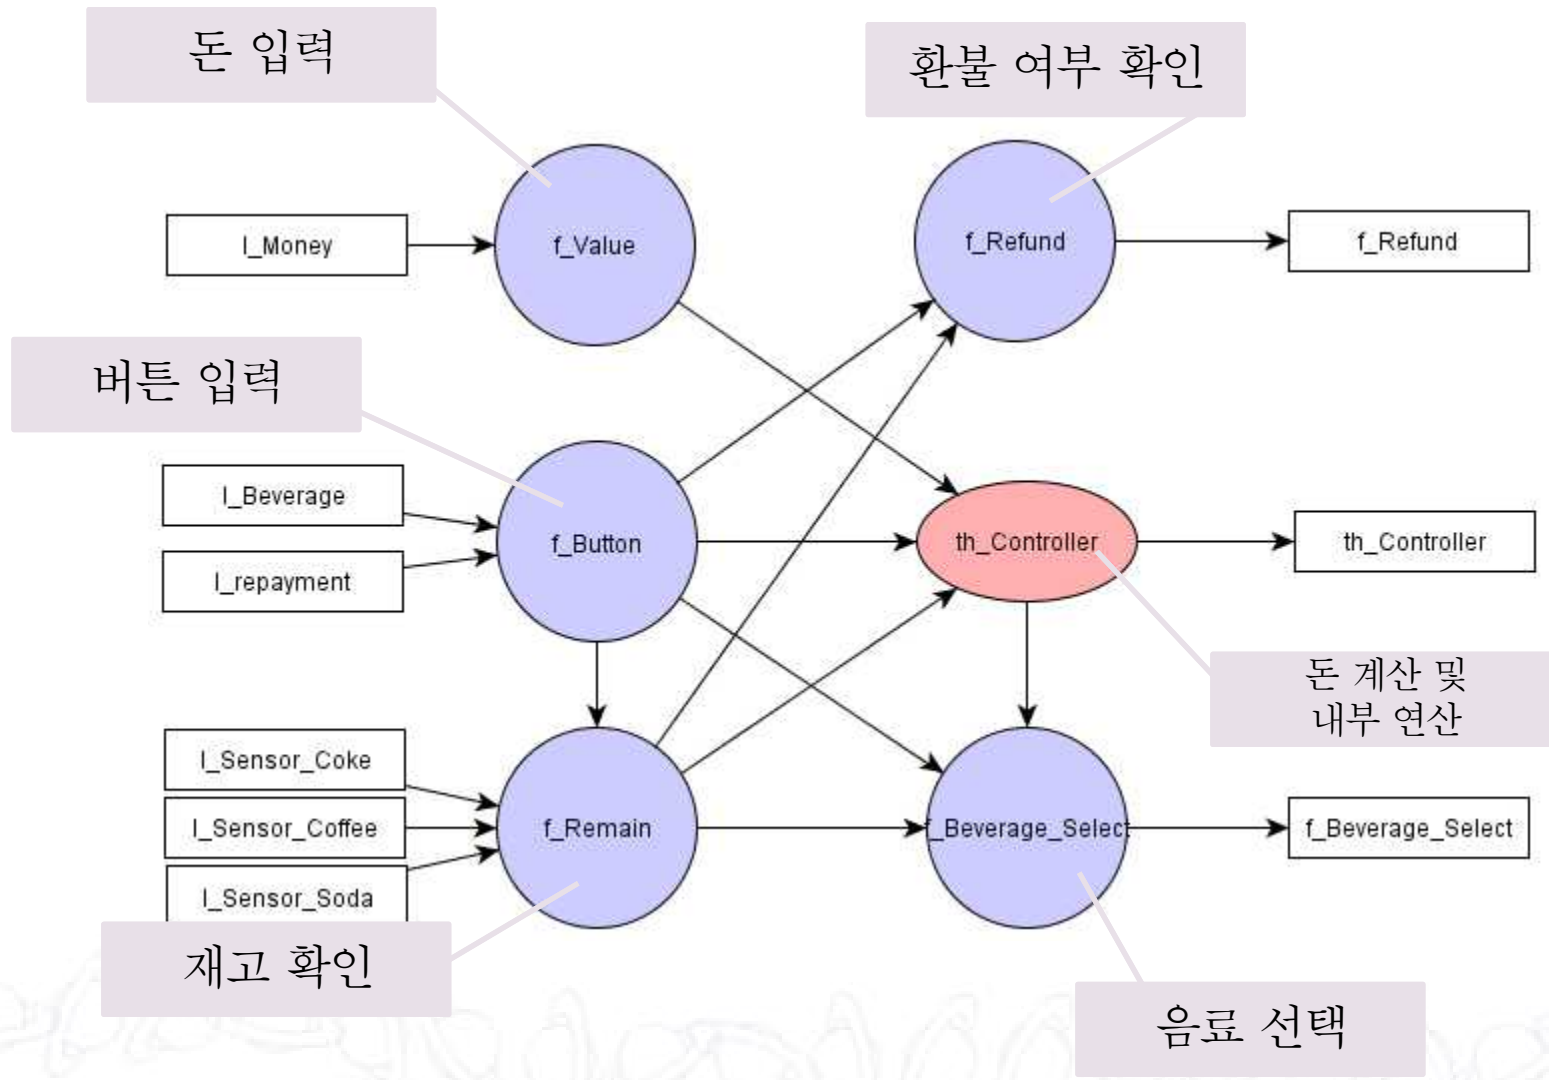 돈 입력
환불 여부 확인
I_Money
f_Value
f_Refund
f_Refund
버튼 입력
I_Beverage
I_repayment
f_Button
th_Controller
th_Controller
돈 계산 및
내부 연산
I_Sensor_Coke
I_Sensor_Coffee
I_Sensor_Soda
f_Remain
f_Beverage_Select
f_Beverage_Select
재고 확인
음료 선택